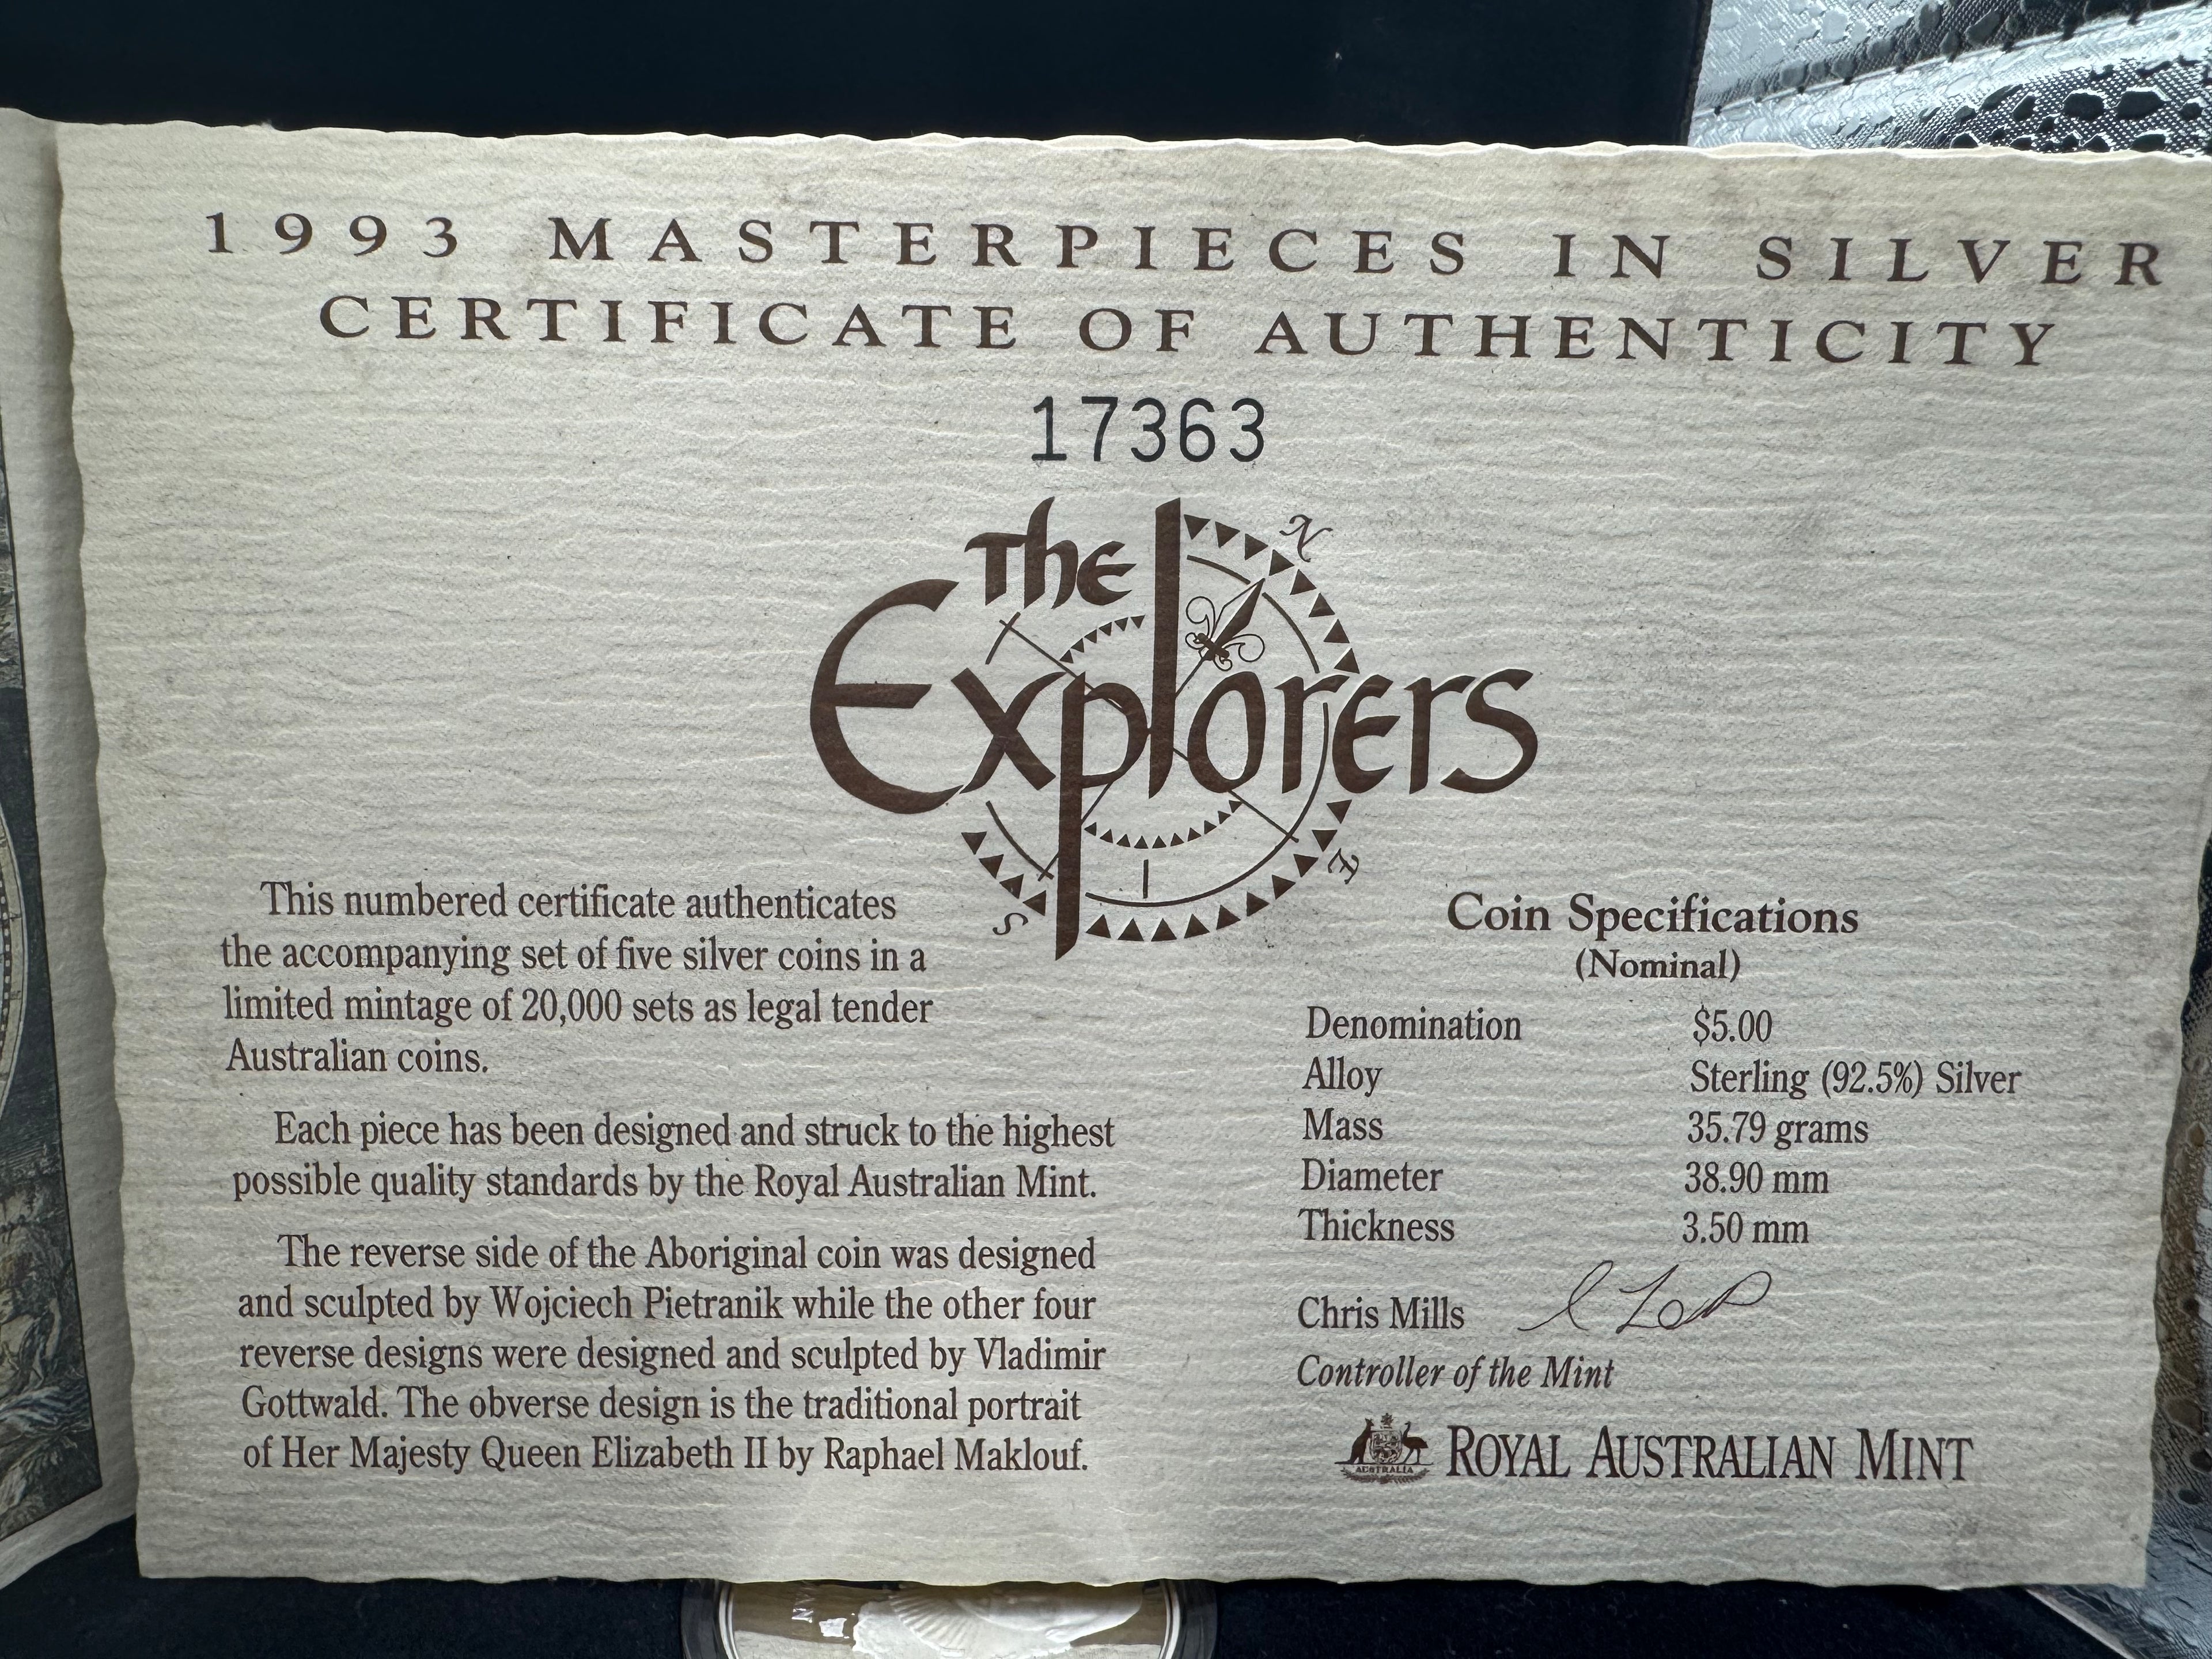 1993 MASTERPIECES IN SILVER
CERTIFICATE OF AUTHENTICITY
17363
The
Explorers
N
E
S
This numbered certificate authenticates
the accompanying set of five silver coins in a
limited mintage of 20,000 sets as legal tender
Australian coins.
Each piece has been designed and struck to the highest
possible quality standards by the Royal Australian Mint.
The reverse side of the Aboriginal coin was designed
and sculpted by Wojciech Pietranik while the other four
reverse designs were designed and sculpted by Vladimir
Gottwald. The obverse design is the traditional portrait
of Her Majesty Queen Elizabeth II by Raphael Maklouf.
Coin Specifications
(Nominal)
Denomination $5.00
Alloy Sterling (92.5%) Silver
Mass 35.79 grams
Diameter 38.90 mm
Thickness 3.50 mm
Chris Mills
Controller of the Mint
AUSTRALIA
ROYAL AUSTRALIAN MINT